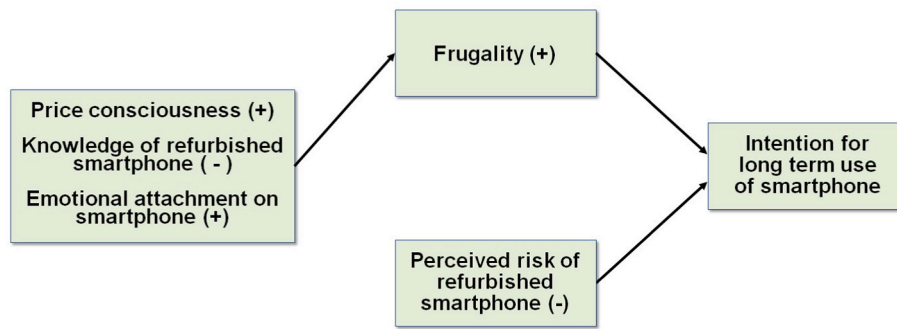 Frugality (+)
Price consciousness (+)
Knowledge of refurbished
smartphone ( - )
Emotional attachment on
smartphone (+)
Intention for
long term use
of smartphone
Perceived risk of
refurbished
smartphone (-)